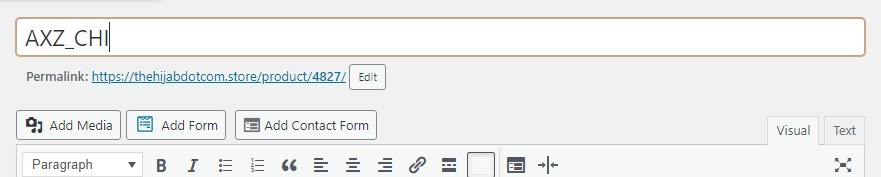 AXZ_CHI
Permalink: https://thehijabdotcom.store/product/4827/ Edit
Add Media Add Form Add Contact Form
Visual Text
Paragraph B I